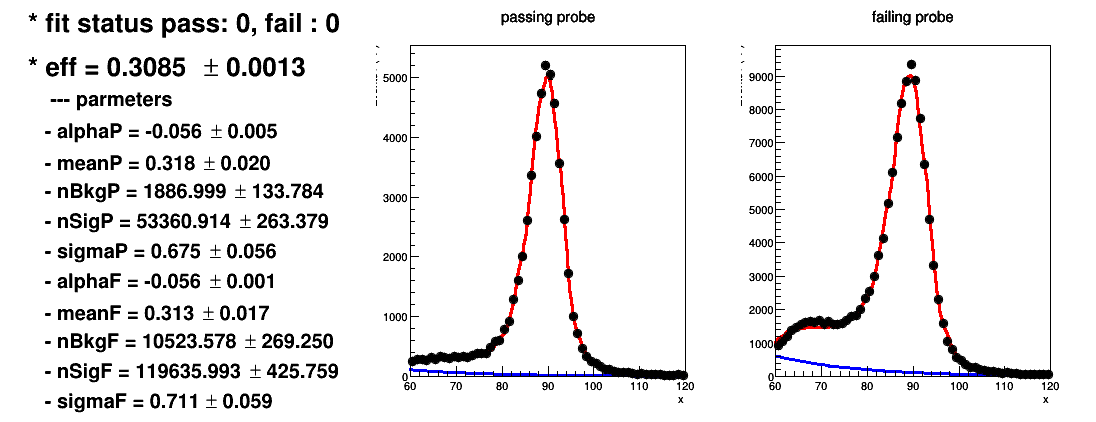 * fit status pass: 0, fail : 0
* eff = 0.3085 ± 0.0013
--- parmeters
- alphaP = -0.056 ± 0.005
- meanP = 0.318 ± 0.020
- nBkgP = 1886.999 ± 133.784
- nSigP = 53360.914 ± 263.379
- sigmaP = 0.675 ± 0.056
- alphaF = -0.056 ± 0.001
- meanF = 0.313 ± 0.017
- nBkgF = 10523.578 ± 269.250
- nSigF = 119635.993 ± 425.759
- sigmaF = 0.711 ± 0.059
passing probe
5000
4000
3000
2000
1000
0
60 70 80 90 100 110 120
x
failing probe
9000
8000
7000
6000
5000
4000
3000
2000
1000
0
60 70 80 90 100 110 120
x